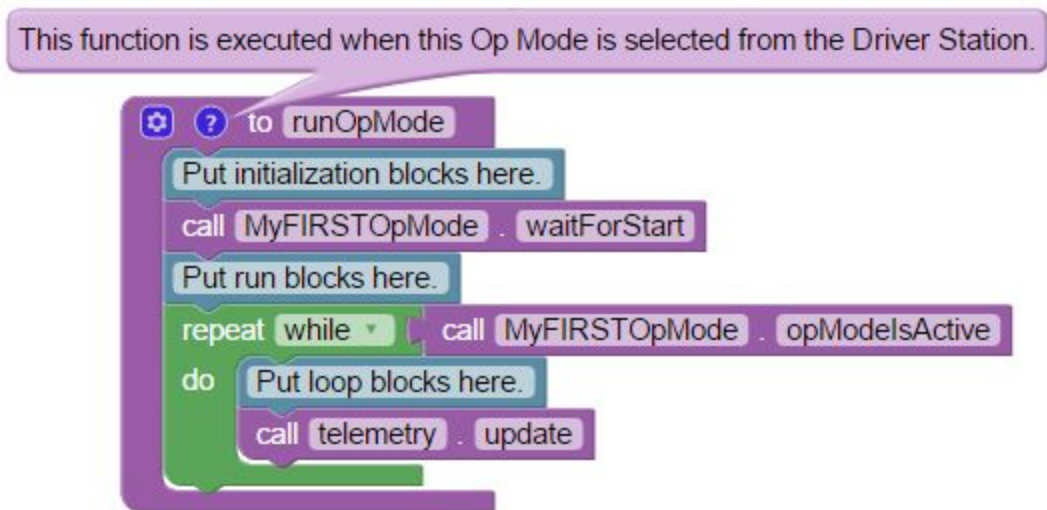 This function is executed when this Op Mode is selected from the Driver Station.
? to runOpMode
Put initialization blocks here.
call MyFIRSTOpMode . waitForStart
Put run blocks here.
repeat while call MyFIRSTOpMode . opModeIsActive
do Put loop blocks here.
call telemetry . update